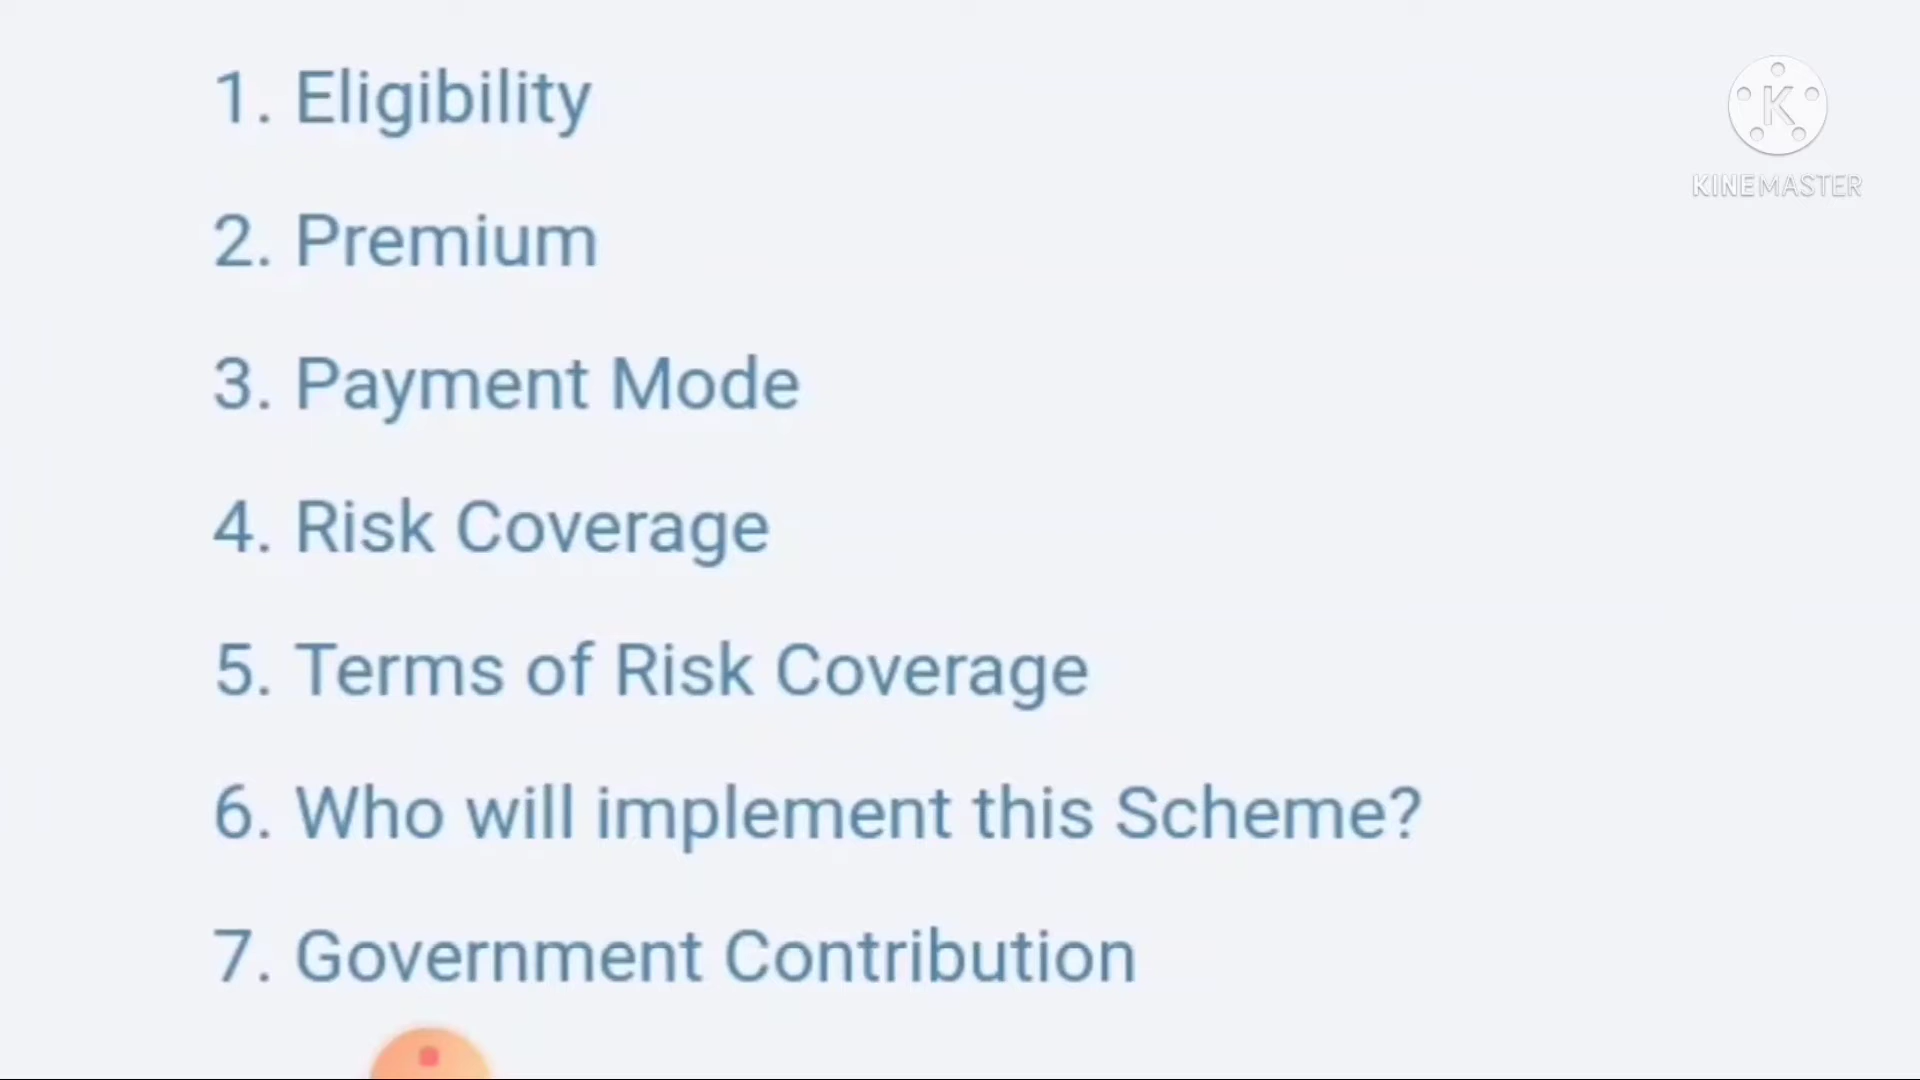 1. Eligibility
2. Premium
3. Payment Mode
4. Risk Coverage
5. Terms of Risk Coverage
6. Who will implement this Scheme?
7. Government Contribution
K
KINEMASTER